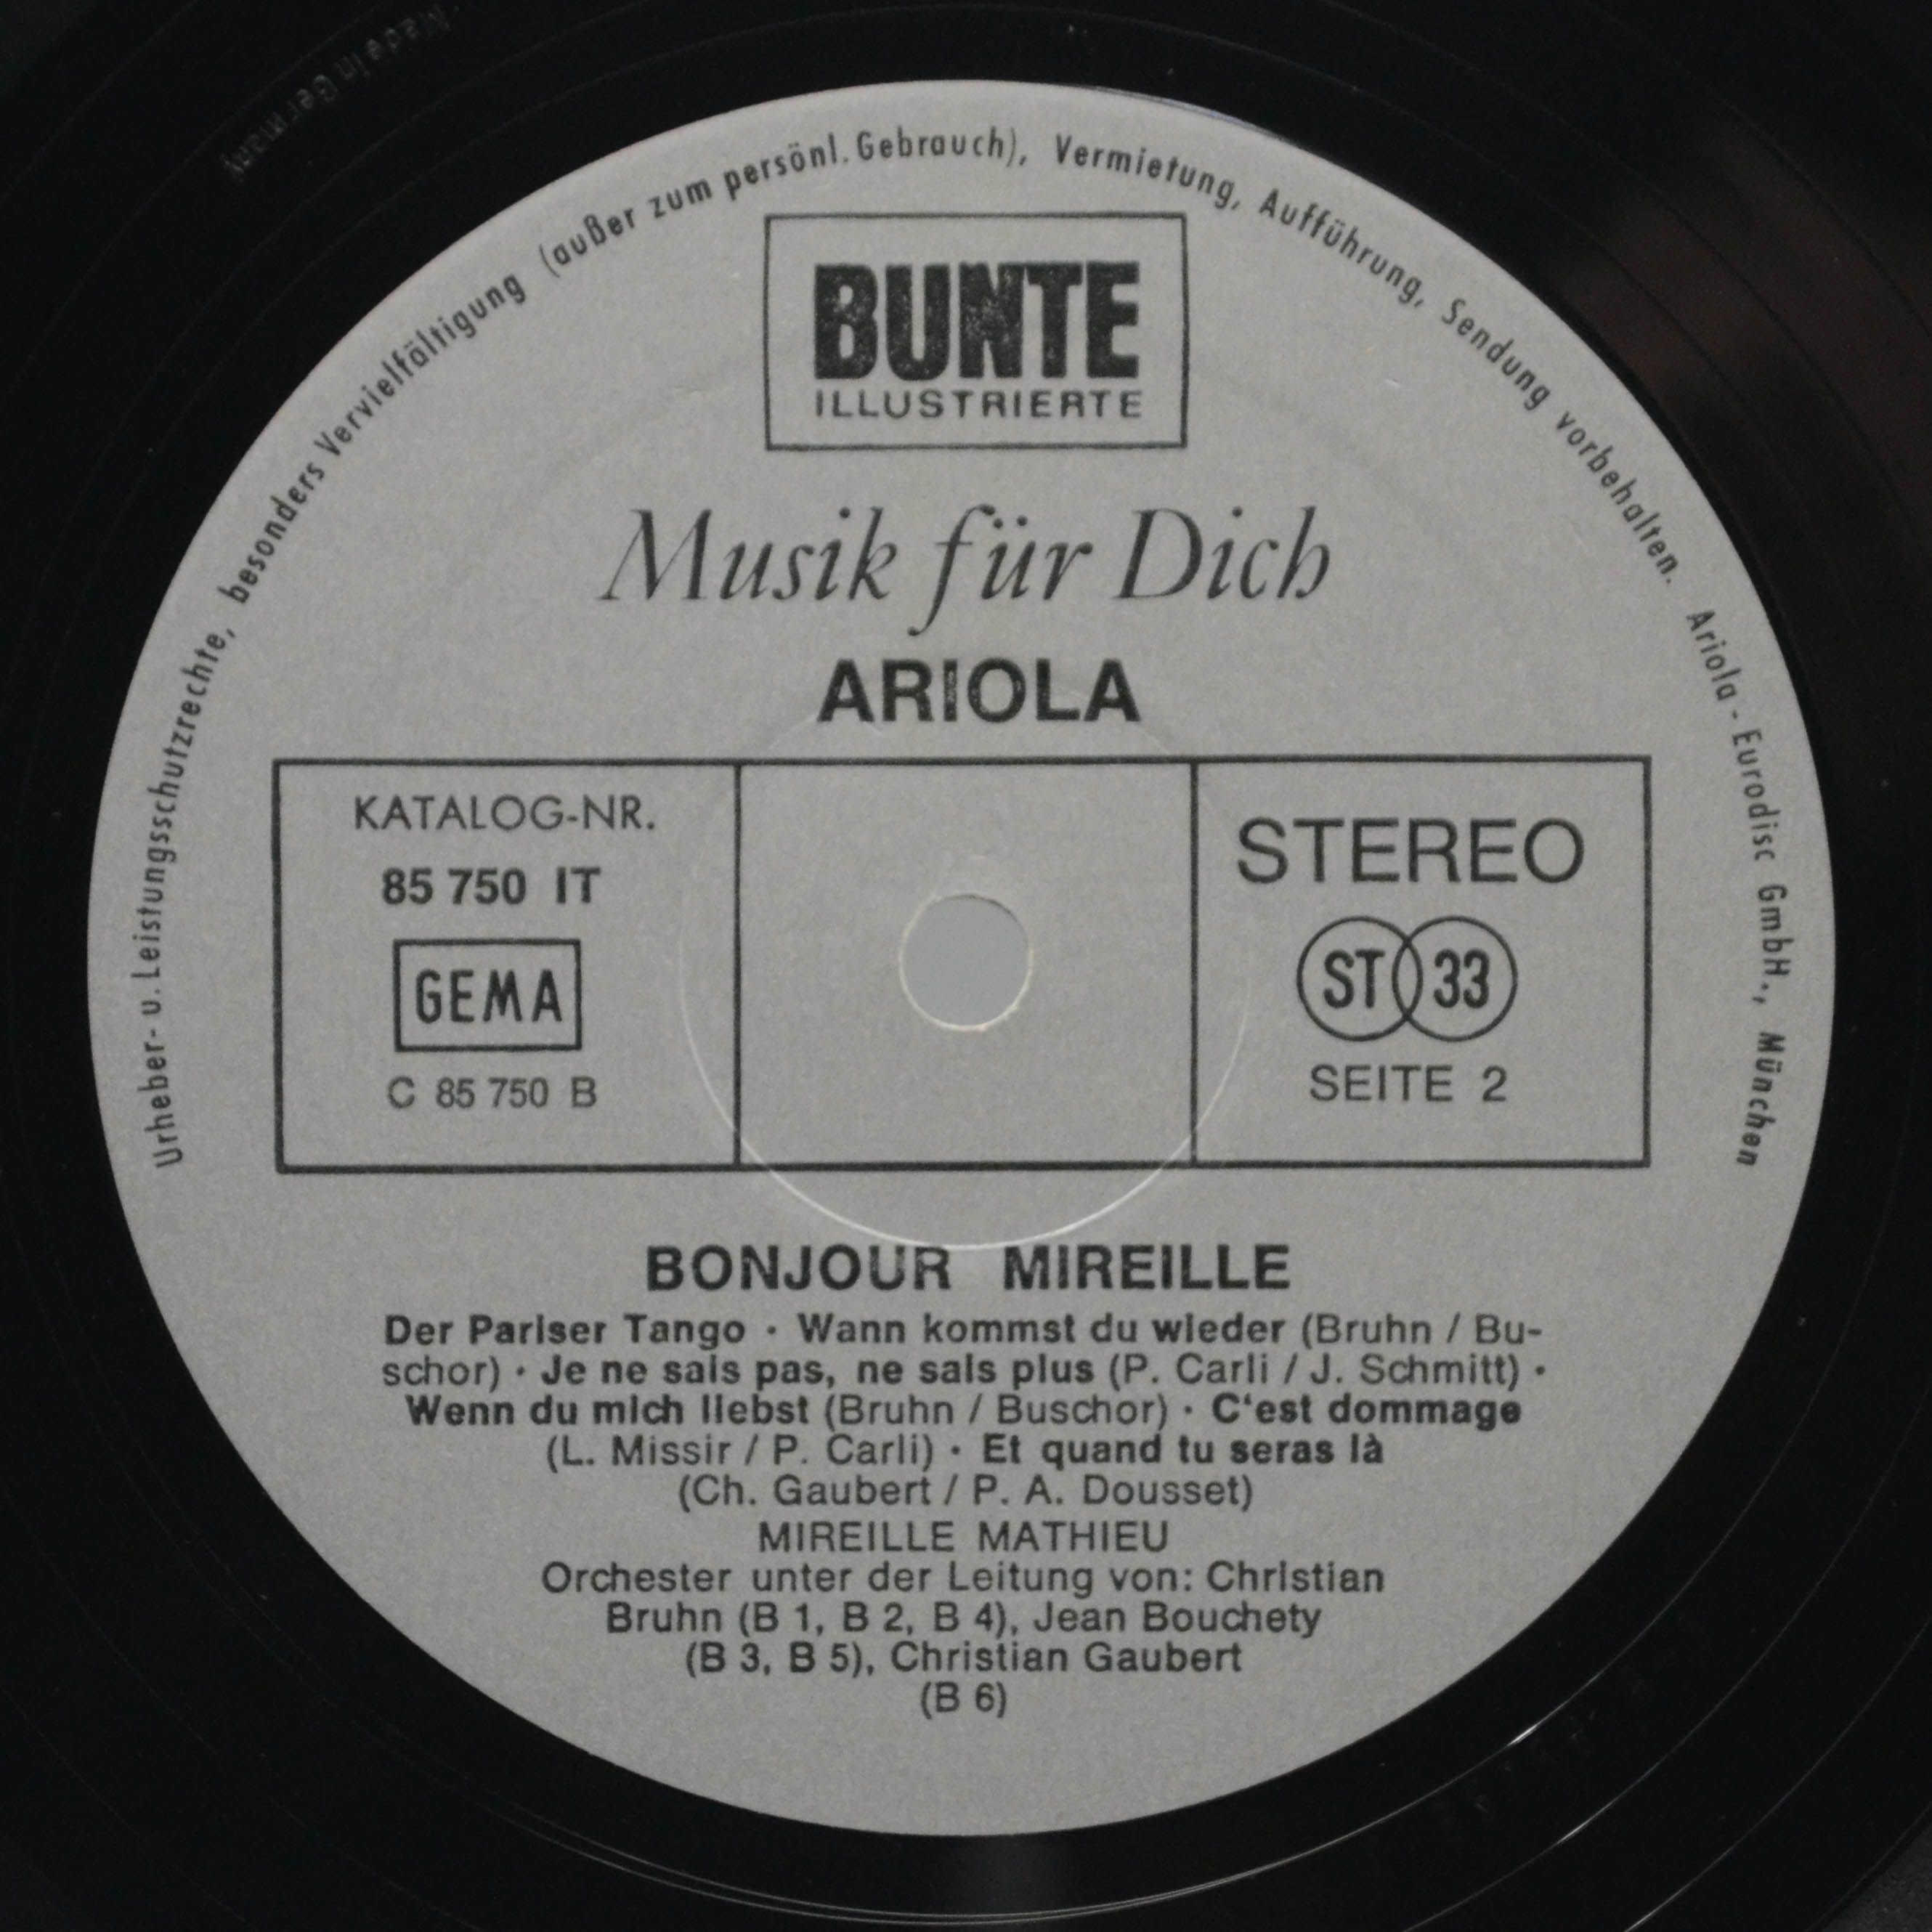 Made in Germany
Urheber- u. Leistungsschutzrechte, besonders Vervielfältigung (außer zum persönl. Gebrauch), Vermietung, Aufführung, Sendung vorbehalten. Ariola-Eurodisc GmbH., München
BUNTE
ILLUSTRIERTE
Musik für Dich
ARIOLA
KATALOG-NR.
85 750 IT
GEMA
C 85 750 B
STEREO
ST 33
SEITE 2
BONJOUR MIREILLE
Der Pariser Tango · Wann kommst du wieder (Bruhn / Bu-
schor) · Je ne sais pas, ne sais plus (P. Carli / J. Schmitt) ·
Wenn du mich liebst (Bruhn / Buschor) · C'est dommage
(L. Missir / P. Carli) · Et quand tu seras là
(Ch. Gaubert / P. A. Dousset)
MIREILLE MATHIEU
Orchester unter der Leitung von: Christian
Bruhn (B 1, B 2, B 4), Jean Bouchety
(B 3, B 5), Christian Gaubert
(B 6)